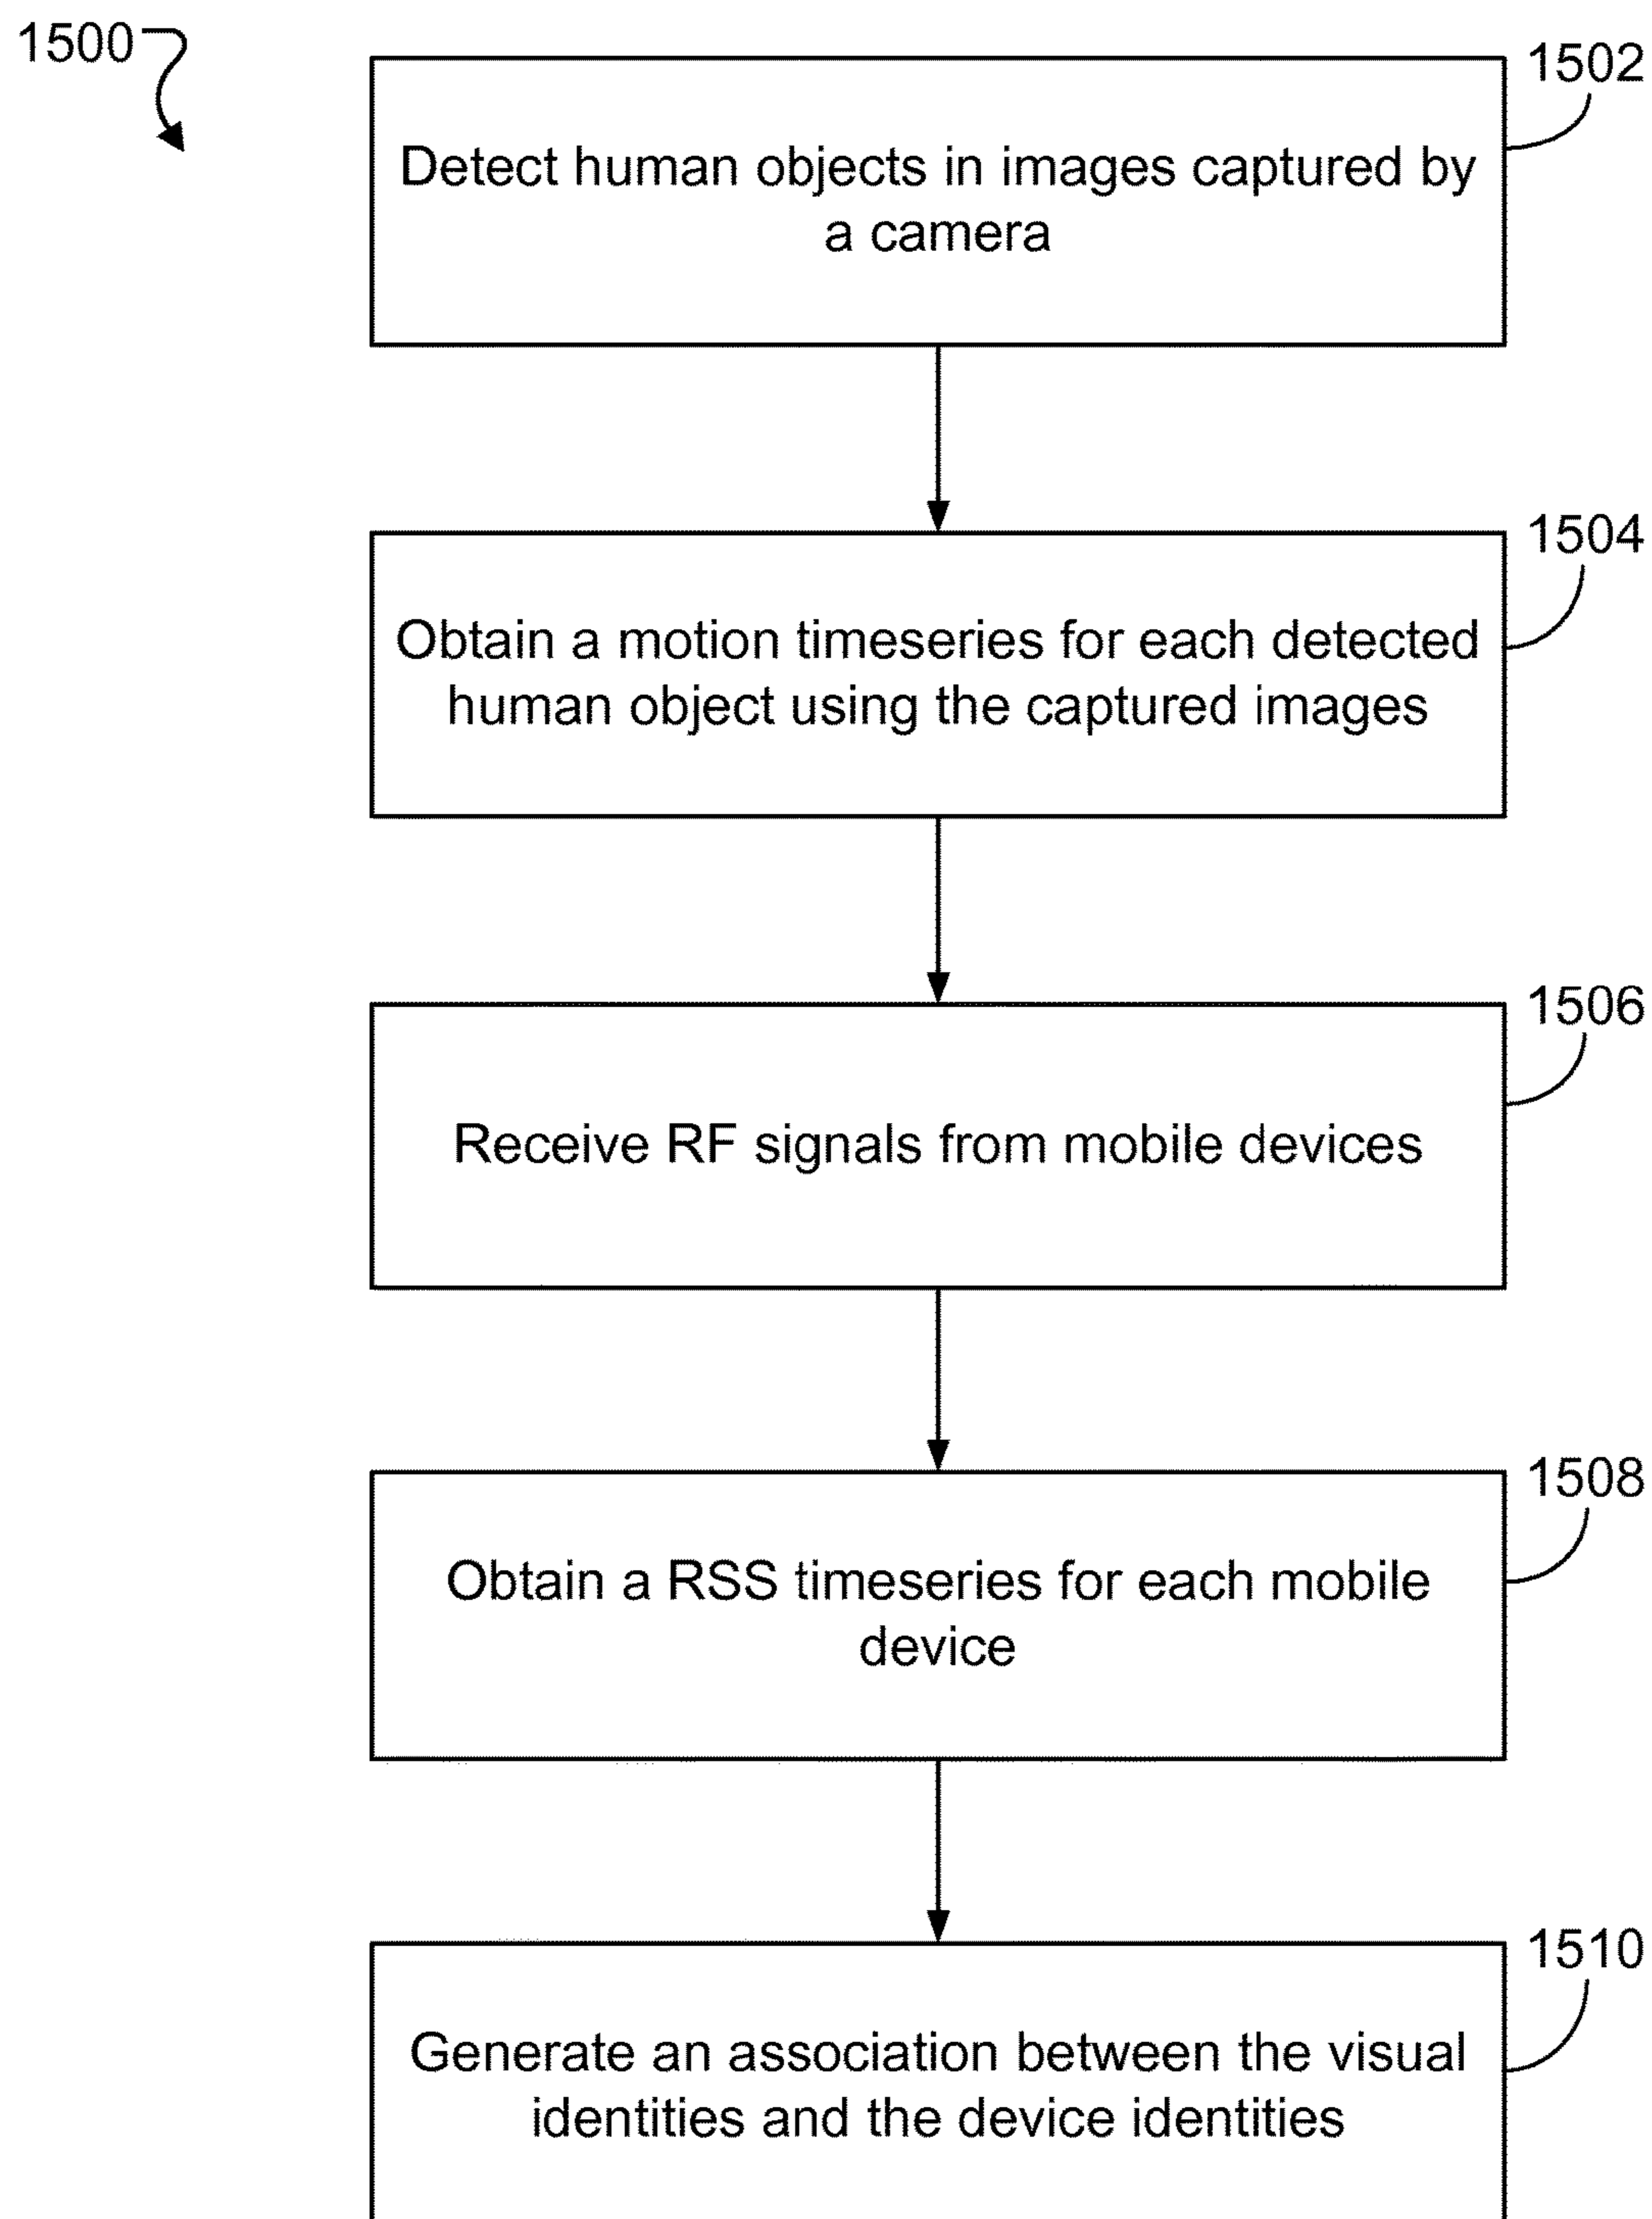 1500
1502
Detect human objects in images captured by
a camera
1504
Obtain a motion timeseries for each detected
human object using the captured images
1506
Receive RF signals from mobile devices
1508
Obtain a RSS timeseries for each mobile
device
1510
Generate an association between the visual
identities and the device identities